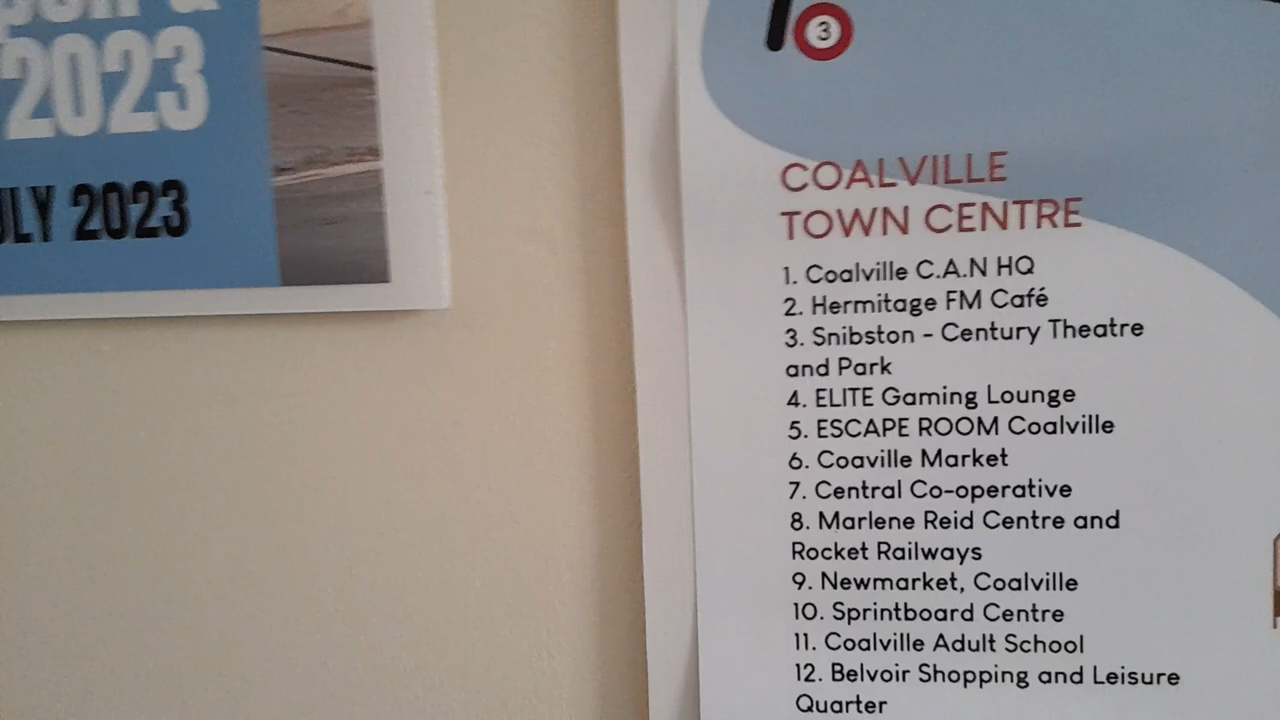 2023
JULY 2023
3
COALVILLE
TOWN CENTRE
1. Coalville C.A.N HQ
2. Hermitage FM Café
3. Snibston - Century Theatre
and Park
4. ELITE Gaming Lounge
5. ESCAPE ROOM Coalville
6. Coaville Market
7. Central Co-operative
8. Marlene Reid Centre and
Rocket Railways
9. Newmarket, Coalville
10. Sprintboard Centre
11. Coalville Adult School
12. Belvoir Shopping and Leisure
Quarter